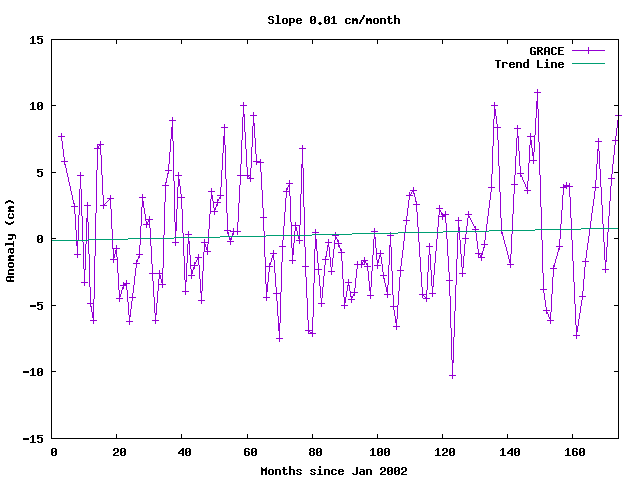 Slope 0.01 cm/month
15
GRACE
Trend Line
10
5
0
-5
-10
-15
Anomaly (cm)
0 20 40 60 80 100 120 140 160
Months since Jan 2002